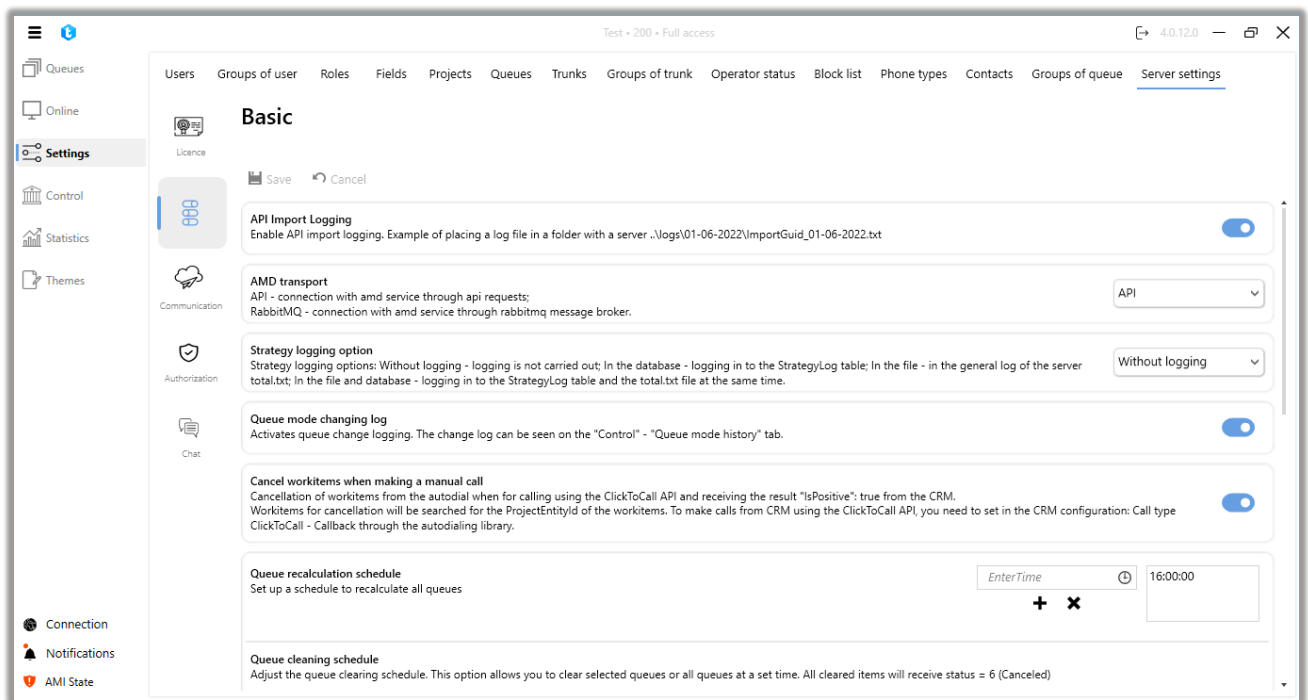 Test • 200 • Full access
4.0.12.0
Queues
Online
Settings
Control
Statistics
Themes
Connection
Notifications
AMI State
Users Groups of user Roles Fields Projects Queues Trunks Groups of trunk Operator status Block list Phone types Contacts Groups of queue Server settings
Licence
Communication
Authorization
Chat
Basic
Save Cancel
API Import Logging
Enable API import logging. Example of placing a log file in a folder with a server ..\logs\01-06-2022\ImportGuid_01-06-2022.txt
AMD transport
API - connection with amd service through api requests;
RabbitMQ - connection with amd service through rabbitmq message broker.
API
Strategy logging option
Strategy logging options: Without logging - logging is not carried out; In the database - logging in to the StrategyLog table; In the file - in the general log of the server
total.txt; In the file and database - logging in to the StrategyLog table and the total.txt file at the same time.
Without logging
Queue mode changing log
Activates queue change logging. The change log can be seen on the "Control" - "Queue mode history" tab.
Cancel workitems when making a manual call
Cancellation of workitems from the autodial when for calling using the ClickToCall API and receiving the result "IsPositive": true from the CRM.
Workitems for cancellation will be searched for the ProjectEntityId of the workitems. To make calls from CRM using the ClickToCall API, you need to set in the CRM configuration: Call type
ClickToCall - Callback through the autodialing library.
Queue recalculation schedule
Set up a schedule to recalculate all queues
EnterTime
16:00:00
Queue cleaning schedule
Adjust the queue clearing schedule. This option allows you to clear selected queues or all queues at a set time. All cleared items will receive status = 6 (Canceled)